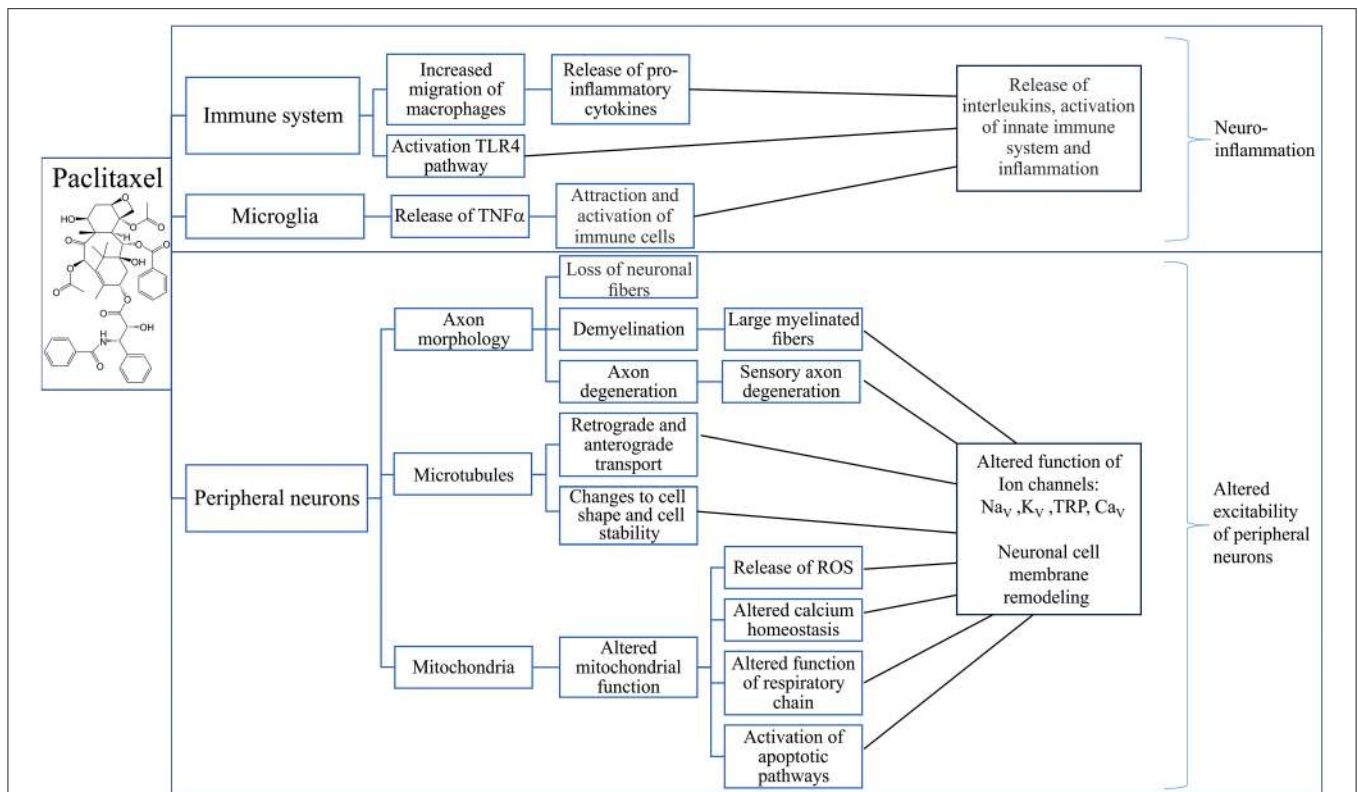 Paclitaxel
O
O
HO
H
O
O
O
O
O
OH
O
O
O
O
O
OH
H
N
O
Immune system
Increased
migration of
macrophages
Release of pro-
inflammatory
cytokines
Activation TLR4
pathway
Microglia
Release of TNFα
Attraction and
activation of
immune cells
Release of
interleukins, activation
of innate immune
system and
inflammation
Neuro-
inflammation
Peripheral neurons
Axon
morphology
Loss of neuronal
fibers
Demyelination
Large myelinated
fibers
Axon
degeneration
Sensory axon
degeneration
Microtubules
Retrograde and
anterograde
transport
Changes to cell
shape and cell
stability
Mitochondria
Altered
mitochondrial
function
Release of ROS
Altered calcium
homeostasis
Altered function
of respiratory
chain
Activation of
apoptotic
pathways
Altered function of
Ion channels:
NaV ,KV ,TRP, CaV
Neuronal cell
membrane
remodeling
Altered
excitability
of peripheral
neurons